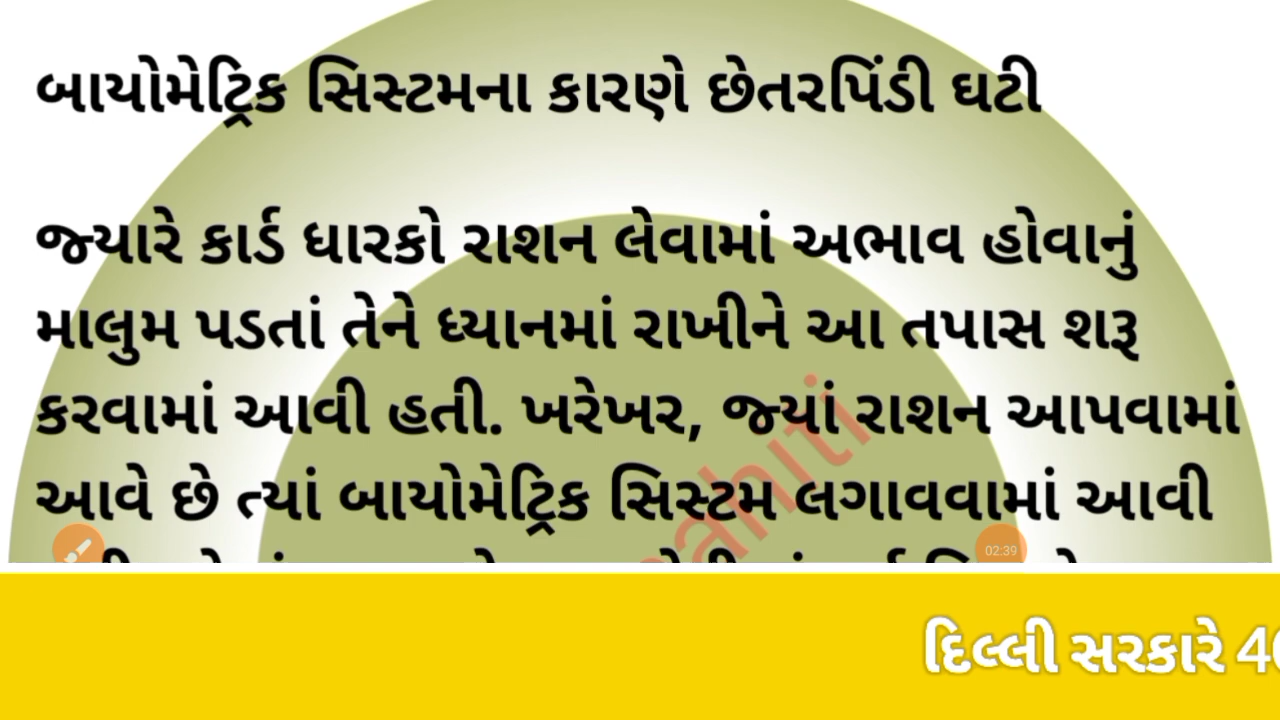 બાયોમેટ્રિક સિસ્ટમના કારણે છેતરપિંડી ઘટી
જ્યારે કાર્ડ ધારકો રાશન લેવામાં અભાવ હોવાનું
માલુમ પડતાં તેને ધ્યાનમાં રાખીને આ તપાસ શરૂ
કરવામાં આવી હતી. ખરેખર, જ્યાં રાશન આપવામાં
આવે છે ત્યાં બાયોમેટ્રિક સિસ્ટમ લગાવવામાં આવી
02:39
દિલ્લી સરકારે